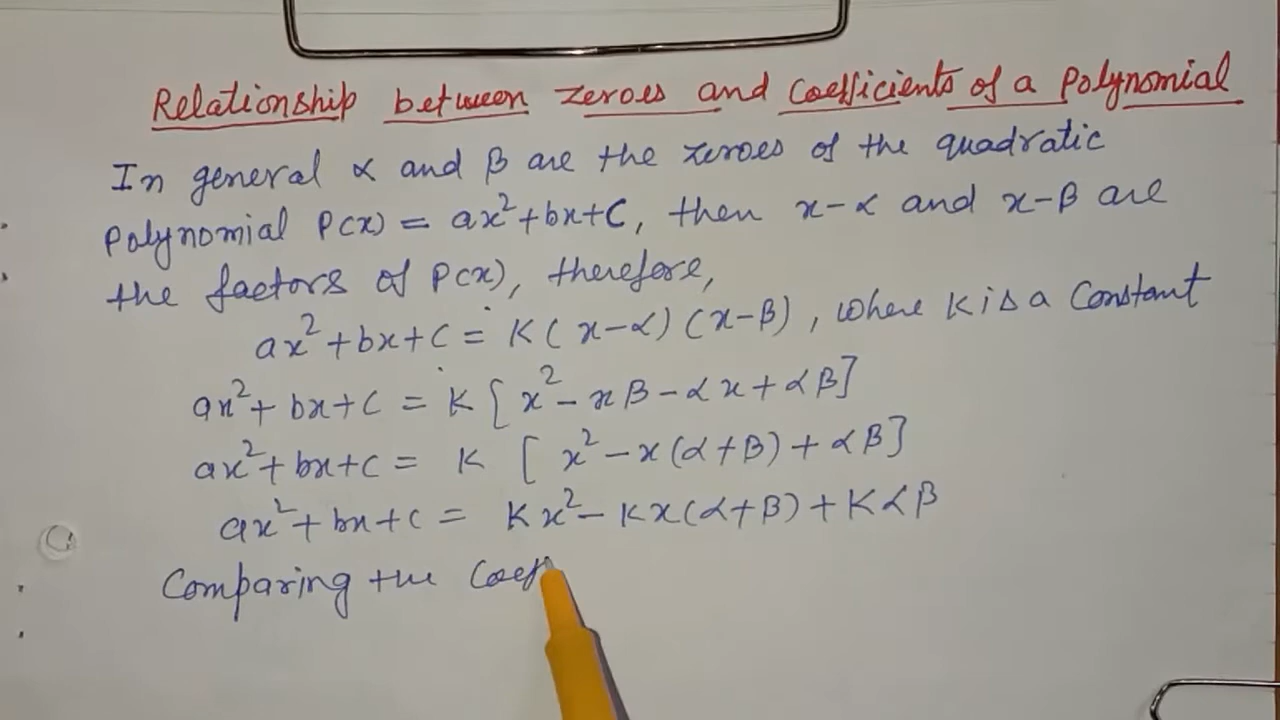 Relationship between zeroes and Coefficients of a Polynomial
In general α and β are the zeroes of the quadratic
Polynomial P(x) = ax²+bx+C, then x-α and x-β are
the factors of P(x), therefore,
ax²+bx+C = K(x-α)(x-β), where K is a Constant
ax²+bx+C = K[x²-xβ-αx+αβ]
ax²+bx+C = K[x²-x(α+β)+αβ]
ax²+bx+C = Kx²-Kx(α+β)+Kαβ
Comparing the Coeff